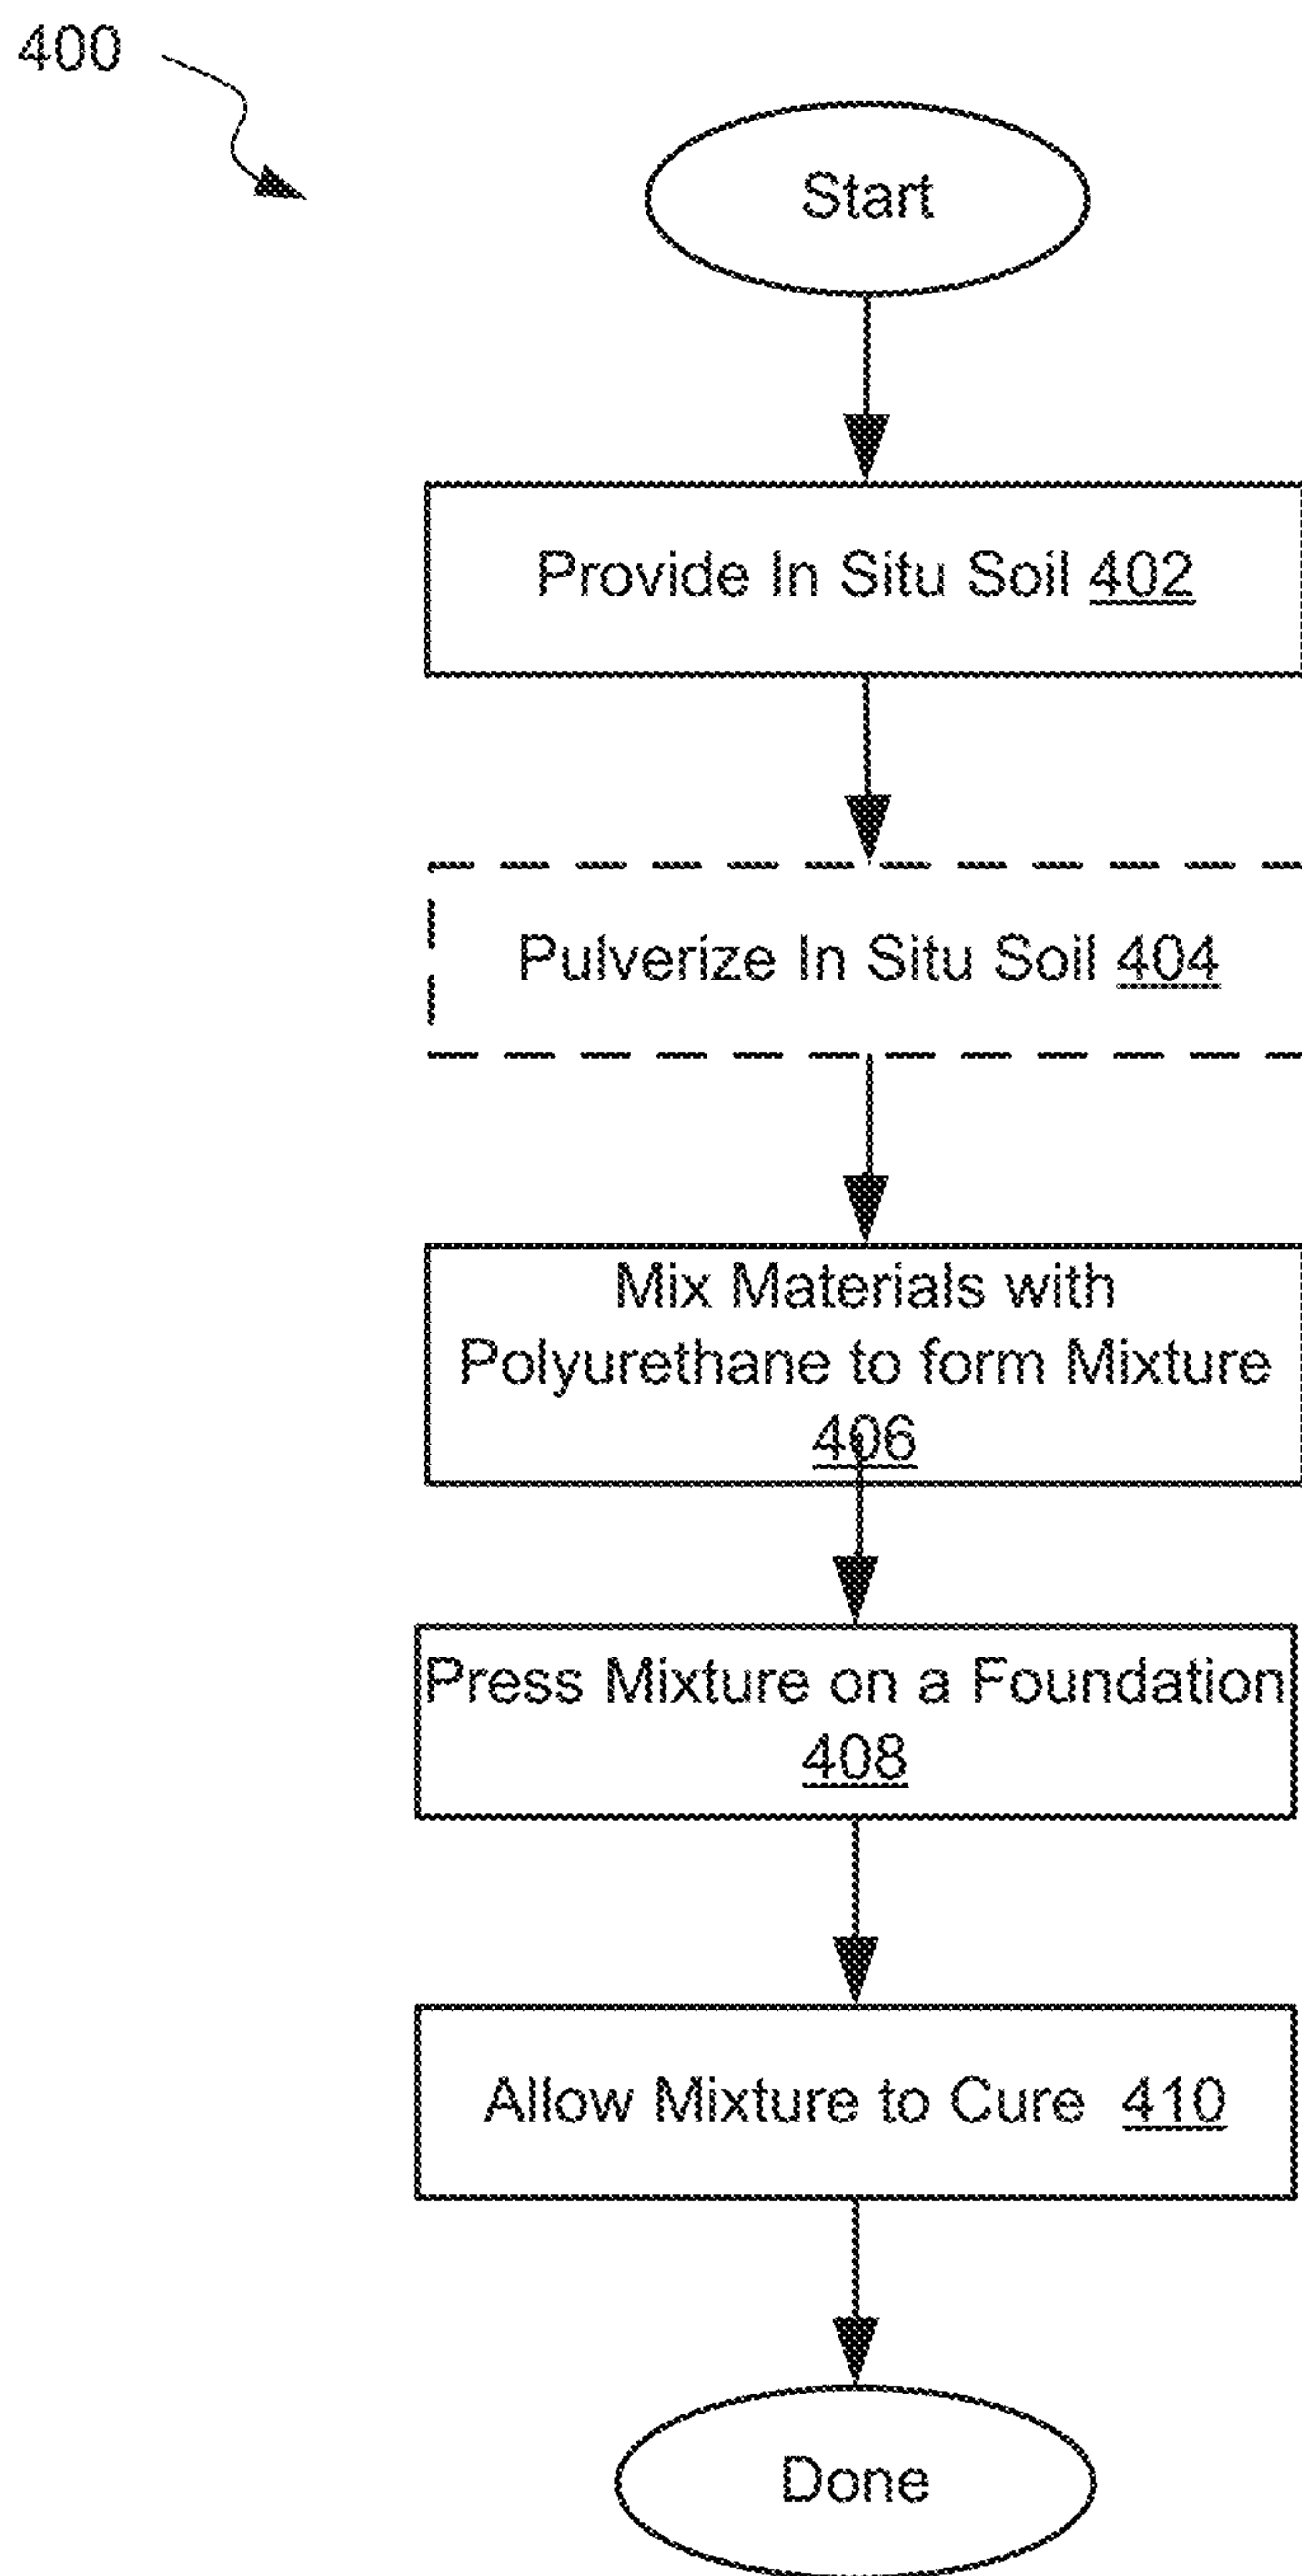 400
Start
Provide In Situ Soil 402
Pulverize In Situ Soil 404
Mix Materials with
Polyurethane to form Mixture
406
Press Mixture on a Foundation
408
Allow Mixture to Cure 410
Done